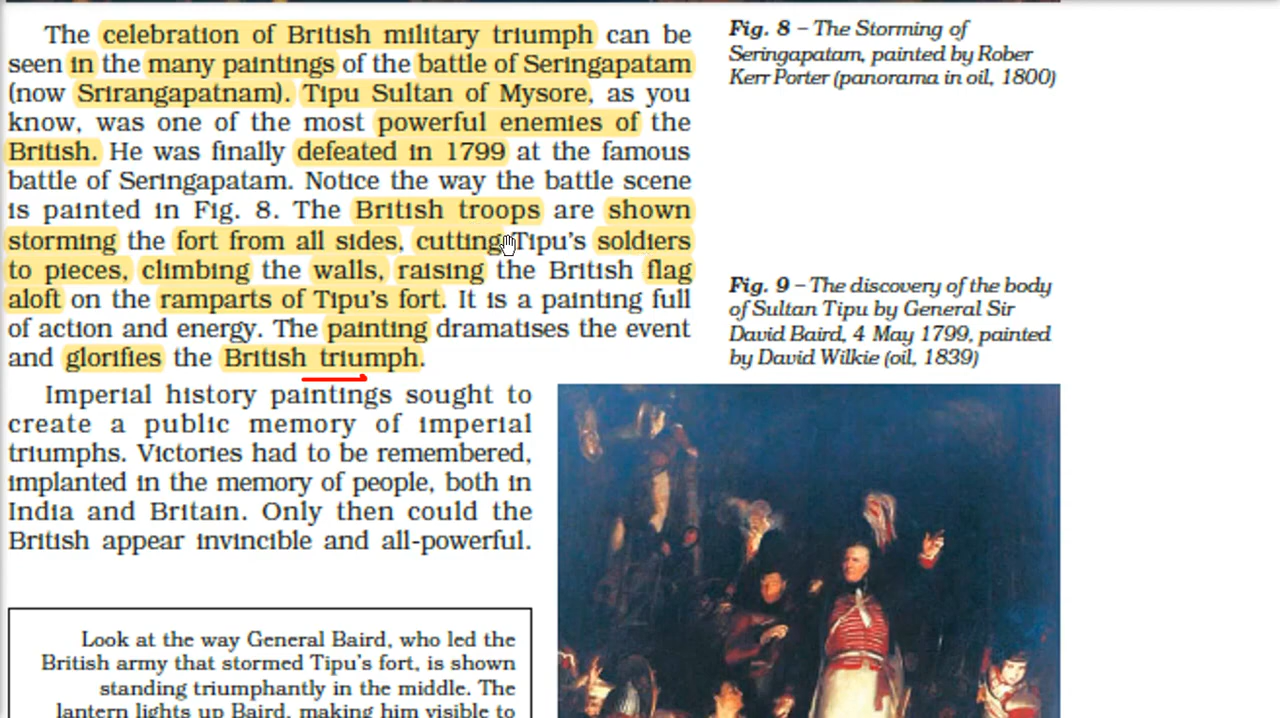 The celebration of British military triumph can be
seen in the many paintings of the battle of Seringapatam
(now Srirangapatnam). Tipu Sultan of Mysore, as you
know, was one of the most powerful enemies of the
British. He was finally defeated in 1799 at the famous
battle of Seringapatam. Notice the way the battle scene
is painted in Fig. 8. The British troops are shown
storming the fort from all sides, cutting Tipu's soldiers
to pieces, climbing the walls, raising the British flag
aloft on the ramparts of Tipu's fort. It is a painting full
of action and energy. The painting dramatises the event
and glorifies the British triumph.
Imperial history paintings sought to
create a public memory of imperial
triumphs. Victories had to be remembered,
implanted in the memory of people, both in
India and Britain. Only then could the
British appear invincible and all-powerful.
Look at the way General Baird, who led the
British army that stormed Tipu's fort, is shown
standing triumphantly in the middle. The
lantern lights up Baird, making him visible to
Fig. 8 – The Storming of
Seringapatam, painted by Rober
Kerr Porter (panorama in oil, 1800)
Fig. 9 – The discovery of the body
of Sultan Tipu by General Sir
David Baird, 4 May 1799, painted
by David Wilkie (oil, 1839)